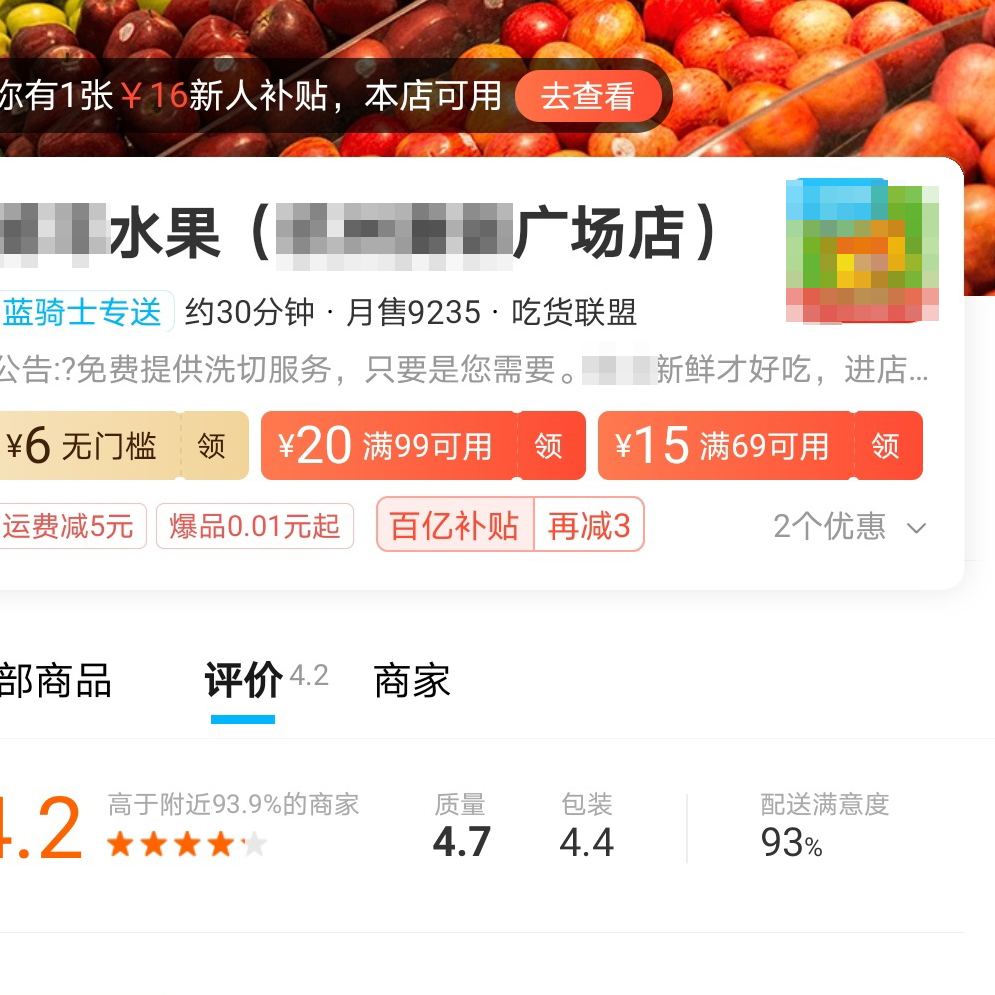 你有1张￥16新人补贴，本店可用 去查看
水果（广场店）
蓝骑士专送 约30分钟 · 月售9235 · 吃货联盟
公告:?免费提供洗切服务，只要是您需要。新鲜才好吃，进店...
¥6 无门槛 领 ¥20 满99可用 领 ¥15 满69可用 领
运费减5元 爆品0.01元起 百亿补贴 再减3 2个优惠
部商品 评价 4.2 商家
4.2 高于附近93.9%的商家 质量 包装 配送满意度
4.7 4.4 93%